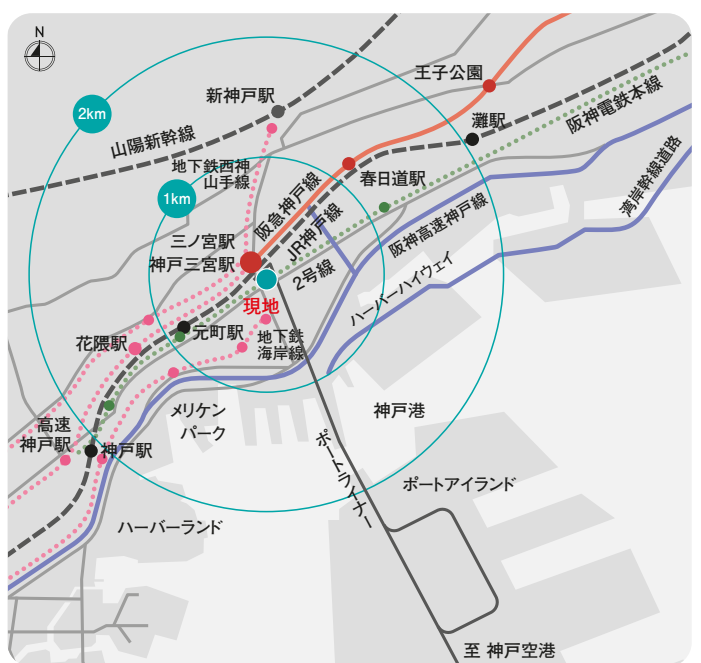 N
王子公園
新神戸駅
灘駅
2km
阪神電鉄本線
山陽新幹線
地下鉄西神
山手線
春日道駅
湾岸幹線道路
1km
阪急神戸線
JR神戸線
三ノ宮駅
神戸三宮駅
阪神高速神戸線
2号線
ハーバーハイウェイ
現地
花隈駅
元町駅
地下鉄
海岸線
メリケン
パーク
神戸港
高速
神戸駅
神戸駅
ポートライナー
ポートアイランド
ハーバーランド
至 神戸空港